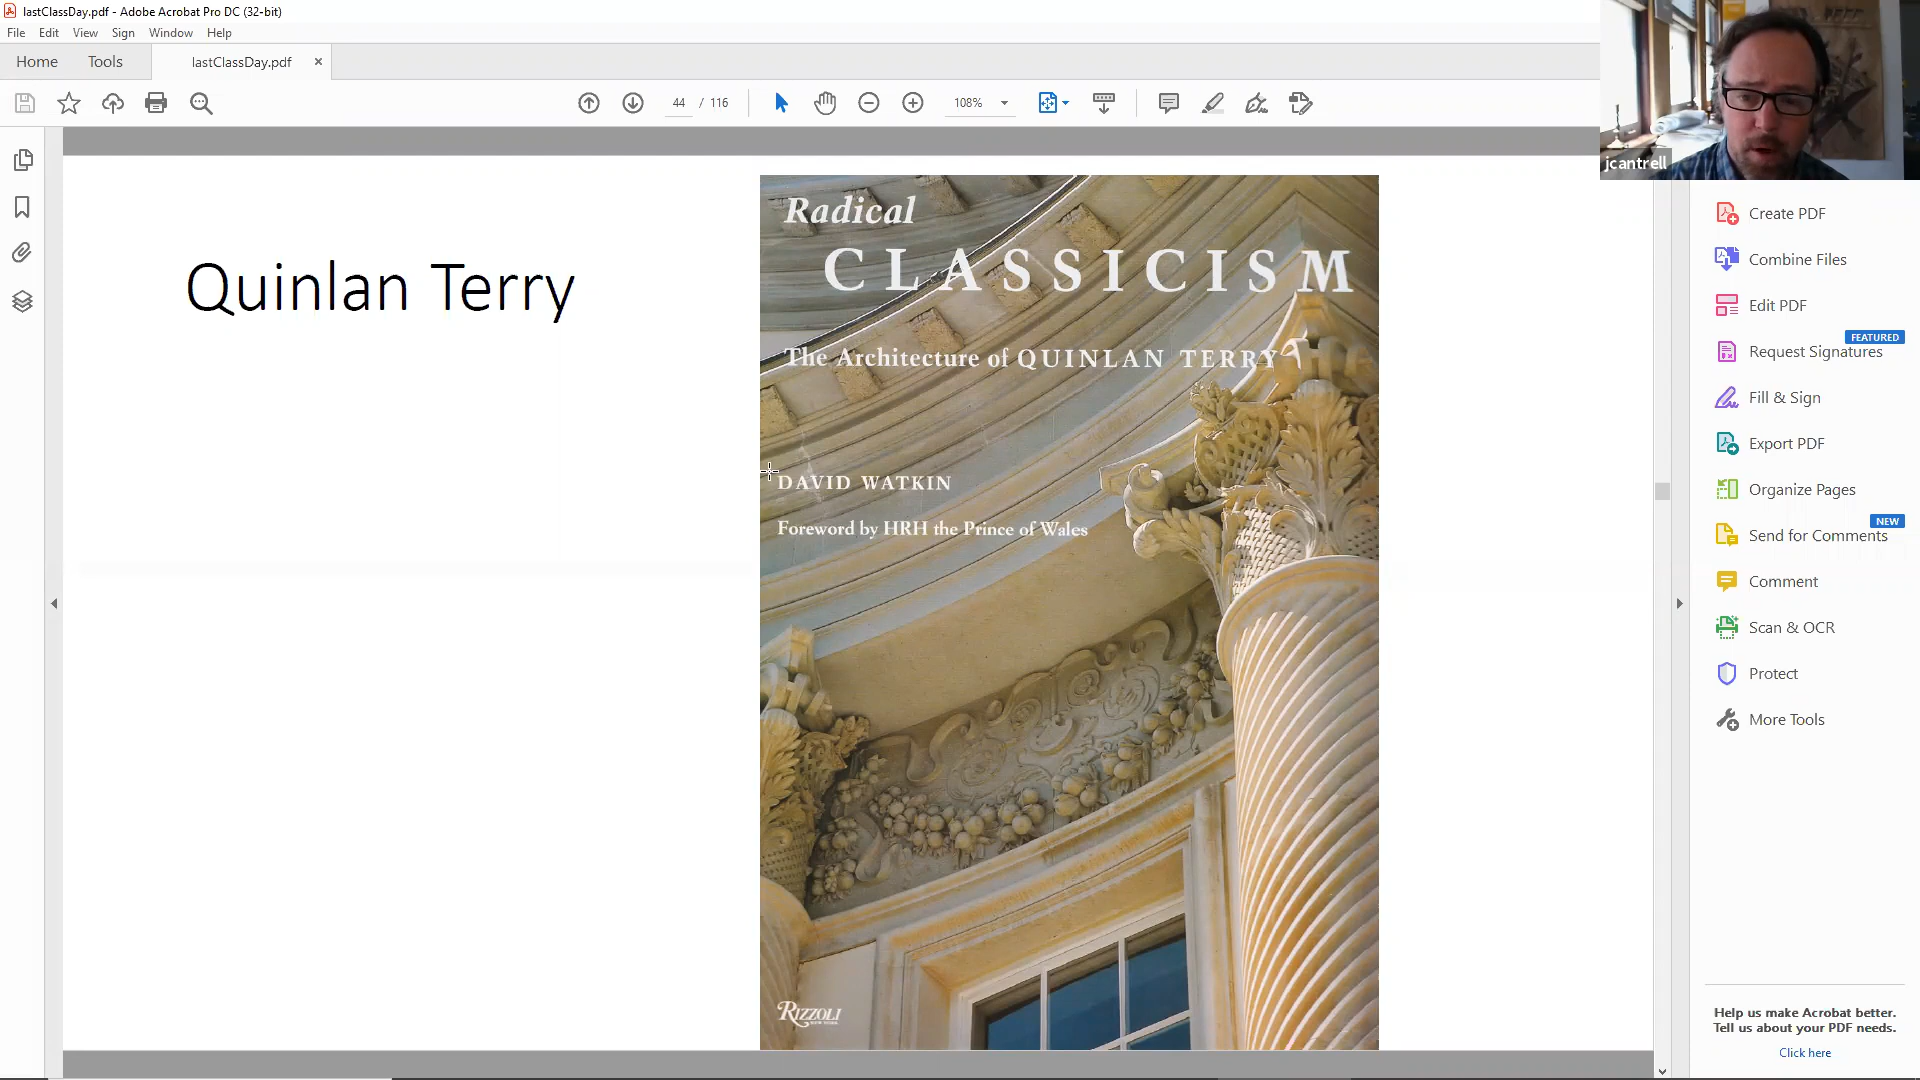 lastClassDay.pdf - Adobe Acrobat Pro DC (32-bit)
File Edit View Sign Window Help
Home Tools lastClassDay.pdf ×
44 / 116 108%
jcantrell
Quinlan Terry
Radical
CLASSICISM
The Architecture of QUINLAN TERRY
DAVID WATKIN
Foreword by HRH the Prince of Wales
RIZZOLI
NEW YORK
Create PDF
Combine Files
Edit PDF
FEATURED
Request Signatures
Fill & Sign
Export PDF
Organize Pages
NEW
Send for Comments
Comment
Scan & OCR
Protect
More Tools
Help us make Acrobat better.
Tell us about your PDF needs.
Click here